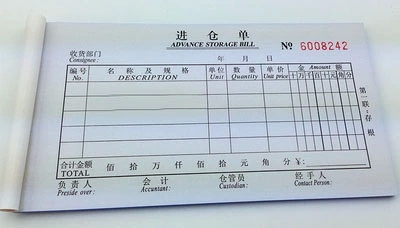 进仓单
ADVANCE STORAGE BILL
№ 6008242
收货部门
Consignee:
年 月 日
编号 名称及规格 单位 数量 单价 金 Amount 额
No. DESCRIPTION Unit Quantity Unit price 十万千百十元角分
第一联:存根
合计金额 佰 拾 万 仟 佰 拾 元 角 分 ¥:
TOTAL
负责人 会计 仓管员 经手人
Preside over: Accountant: Custodian: Contact Person: